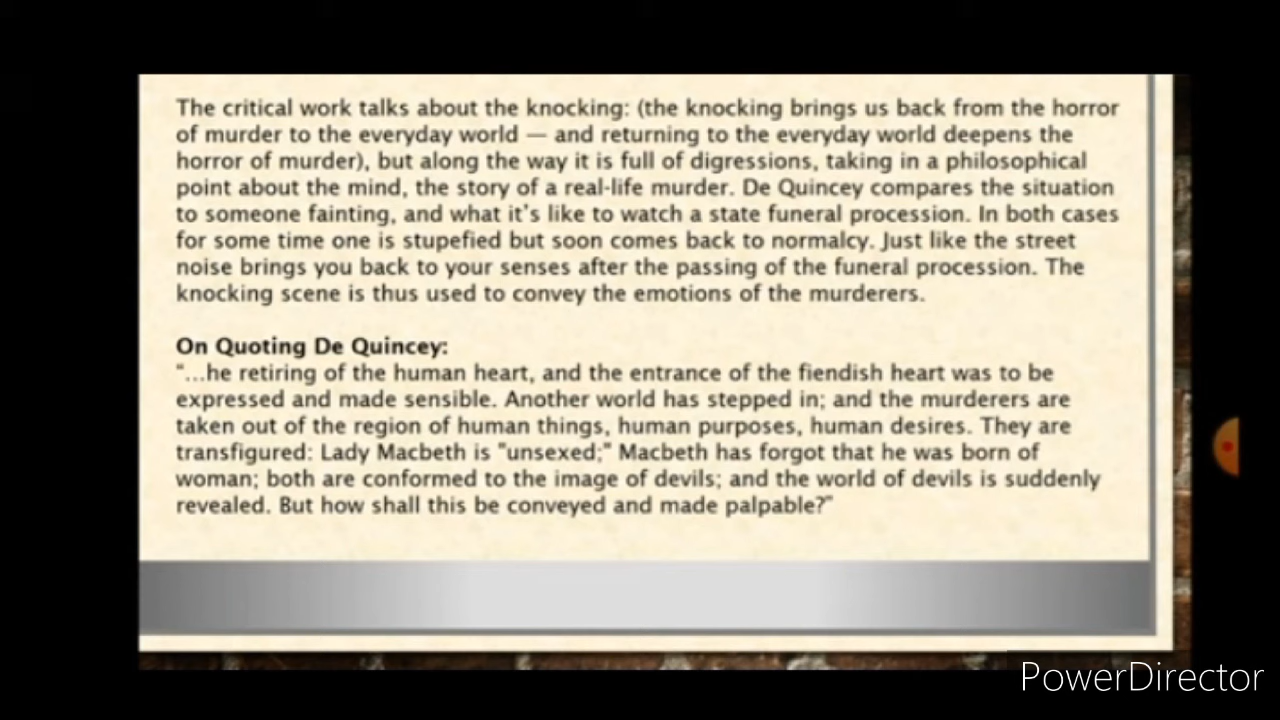 The critical work talks about the knocking: (the knocking brings us back from the horror
of murder to the everyday world — and returning to the everyday world deepens the
horror of murder), but along the way it is full of digressions, taking in a philosophical
point about the mind, the story of a real-life murder. De Quincey compares the situation
to someone fainting, and what it's like to watch a state funeral procession. In both cases
for some time one is stupefied but soon comes back to normalcy. Just like the street
noise brings you back to your senses after the passing of the funeral procession. The
knocking scene is thus used to convey the emotions of the murderers.
On Quoting De Quincey:
"...he retiring of the human heart, and the entrance of the fiendish heart was to be
expressed and made sensible. Another world has stepped in; and the murderers are
taken out of the region of human things, human purposes, human desires. They are
transfigured: Lady Macbeth is "unsexed;" Macbeth has forgot that he was born of
woman; both are conformed to the image of devils; and the world of devils is suddenly
revealed. But how shall this be conveyed and made palpable?"
PowerDirector